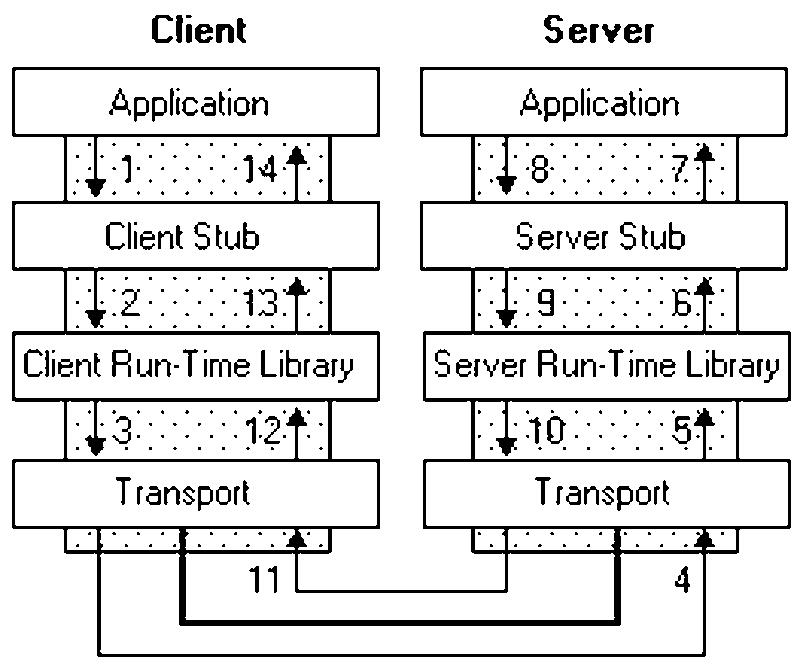 Client Server
Application Application
1 14 8 7
Client Stub Server Stub
2 13 9 6
Client Run-Time Library Server Run-Time Library
3 12 10 5
Transport Transport
11 4